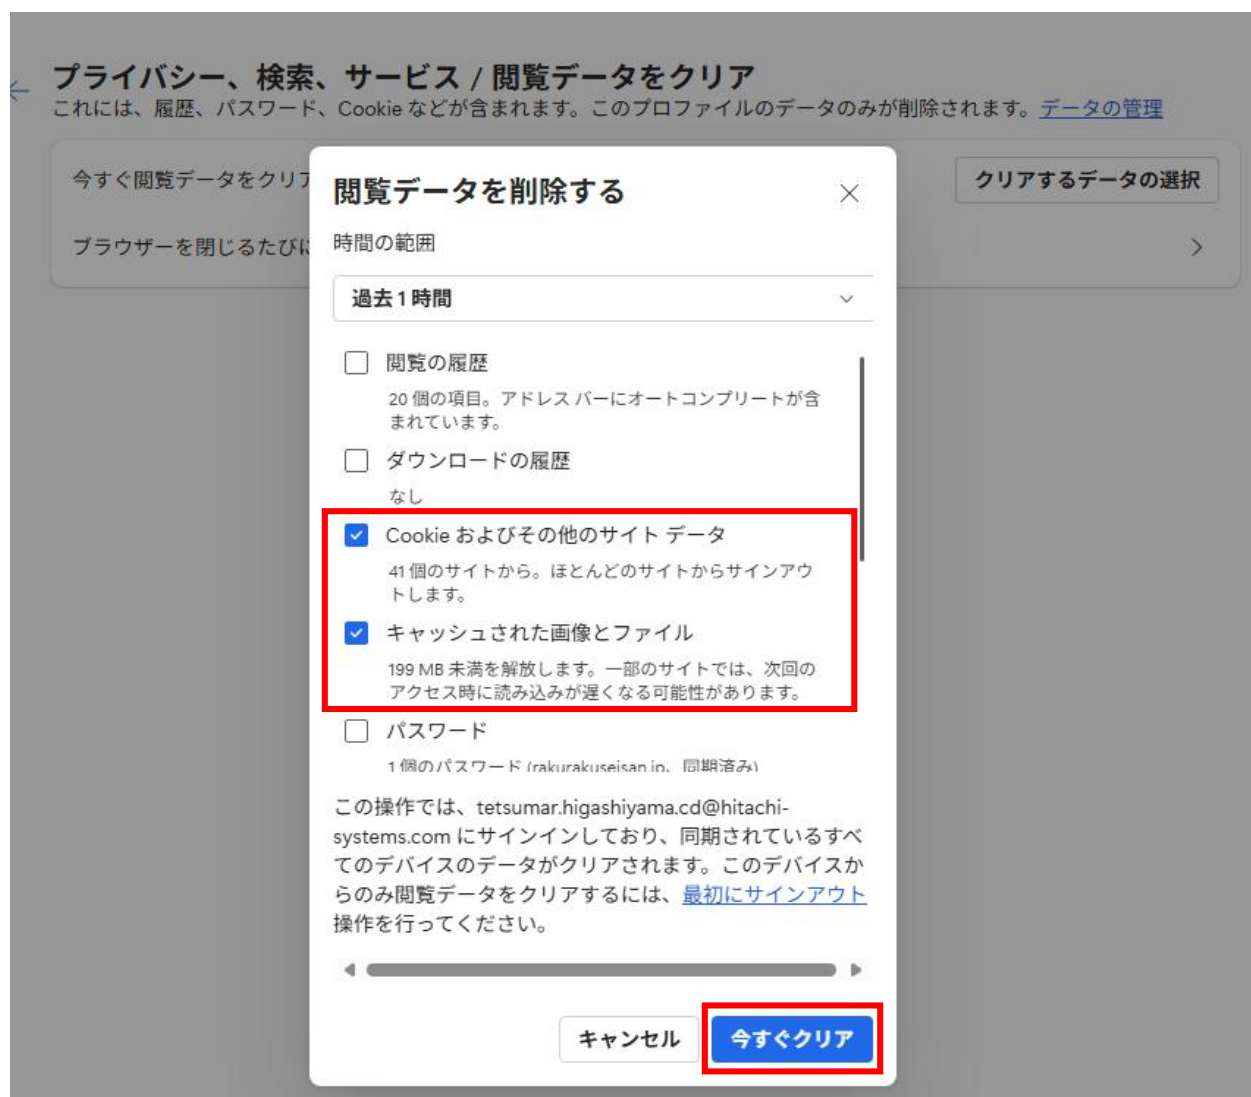 プライバシー、検索、サービス / 閲覧データをクリア
これには、履歴、パスワード、Cookie などが含まれます。このプロファイルのデータのみが削除されます。データの管理
今すぐ閲覧データをクリア
クリアするデータの選択
ブラウザーを閉じるたびに
閲覧データを削除する
時間の範囲
過去 1 時間
閲覧の履歴
20 個の項目。アドレス バーにオートコンプリートが含
まれています。
ダウンロードの履歴
なし
Cookie およびその他のサイト データ
41 個のサイトから。ほとんどのサイトからサインアウ
トします。
キャッシュされた画像とファイル
199 MB 未満を解放します。一部のサイトでは、次回の
アクセス時に読み込みが遅くなる可能性があります。
パスワード
1 個のパスワード (rakurakuseisan.jp、同期済み)
この操作では、tetsumar.higashiyama.cd@hitachi-
systems.com にサインインしており、同期されているすべ
てのデバイスのデータがクリアされます。このデバイスか
らのみ閲覧データをクリアするには、最初にサインアウト
操作を行ってください。
キャンセル
今すぐクリア